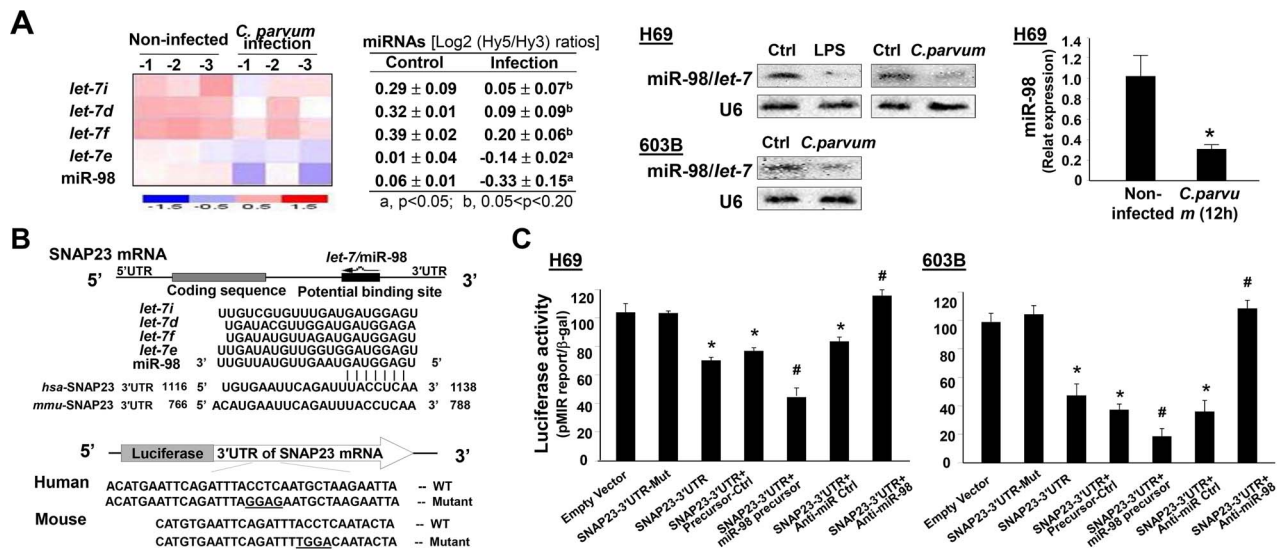 A
Non-infected
C. parvum infection
-1 -2 -3 -1 -2 -3
let-7i
let-7d
let-7f
let-7e
miR-98
-1.5 -0.5 0.5 1.5
miRNAs [Log2 (Hy5/Hy3) ratios]
Control Infection
0.29 ± 0.09 0.05 ± 0.07b
0.32 ± 0.01 0.09 ± 0.09b
0.39 ± 0.02 0.20 ± 0.06b
0.01 ± 0.04 -0.14 ± 0.02a
0.06 ± 0.01 -0.33 ± 0.15a
a, p<0.05; b, 0.05<p<0.20
H69
Ctrl LPS Ctrl C.parvum
miR-98/let-7
U6
603B
Ctrl C.parvum
miR-98/let-7
U6
H69
miR-98
(Relat expression)
1.4
1.2
1.0
0.8
0.6
0.4
0.2
0
*
Non-infected
C.parvum (12h)
B
SNAP23 mRNA
let-7/miR-98
5' 5'UTR 3'UTR 3'
Coding sequence Potential binding site
let-7i UUGUCGUGUUUGAUGAUGGAGU
let-7d UGAUACGUUGGAUGAUGGAGU
let-7f UGAUAUGUUAGAUGAUGGAGU
let-7e UGAUAUGUUGGUGGAUGGAGU
miR-98 3' UUGUUAUGUUGAAUGAUGGAGU 5'
hsa-SNAP23 3'UTR 1116 5' UGUGAAUUCAGAUUUACCUCAA 3' 1138
mmu-SNAP23 3'UTR 766 5' ACAUGAAUUCAGAUUUACCUCAA 3' 788
5' Luciferase 3'UTR of SNAP23 mRNA 3'
Human
ACATGAATTCAGATTTACCTCAATGCTAAGAATTA -- WT
ACATGAATTCAGATTTAGGAGAATGCTAAGAATTA -- Mutant
Mouse
CATGTGAATTCAGATTTACCTCAATACTA -- WT
CATGTGAATTCAGATTTTGGACAATACTA -- Mutant
C
H69
Luciferase activity
(pMIR report/β-gal)
120
100
80
60
40
20
0
* * # * #
Empty Vector
SNAP23-3'UTR-Mut
SNAP23-3'UTR
SNAP23-3'UTR+ Precursor-Ctrl
SNAP23-3'UTR+ miR-98 precursor
SNAP23-3'UTR+ Anti-miR Ctrl
SNAP23-3'UTR+ Anti-miR-98
603B
120
100
80
60
40
20
0
* * # * #
Empty Vector
SNAP23-3'UTR-Mut
SNAP23-3'UTR
SNAP23-3'UTR+ Precursor-Ctrl
SNAP23-3'UTR+ miR-98 precursor
SNAP23-3'UTR+ Anti-miR Ctrl
SNAP23-3'UTR+ Anti-miR-98